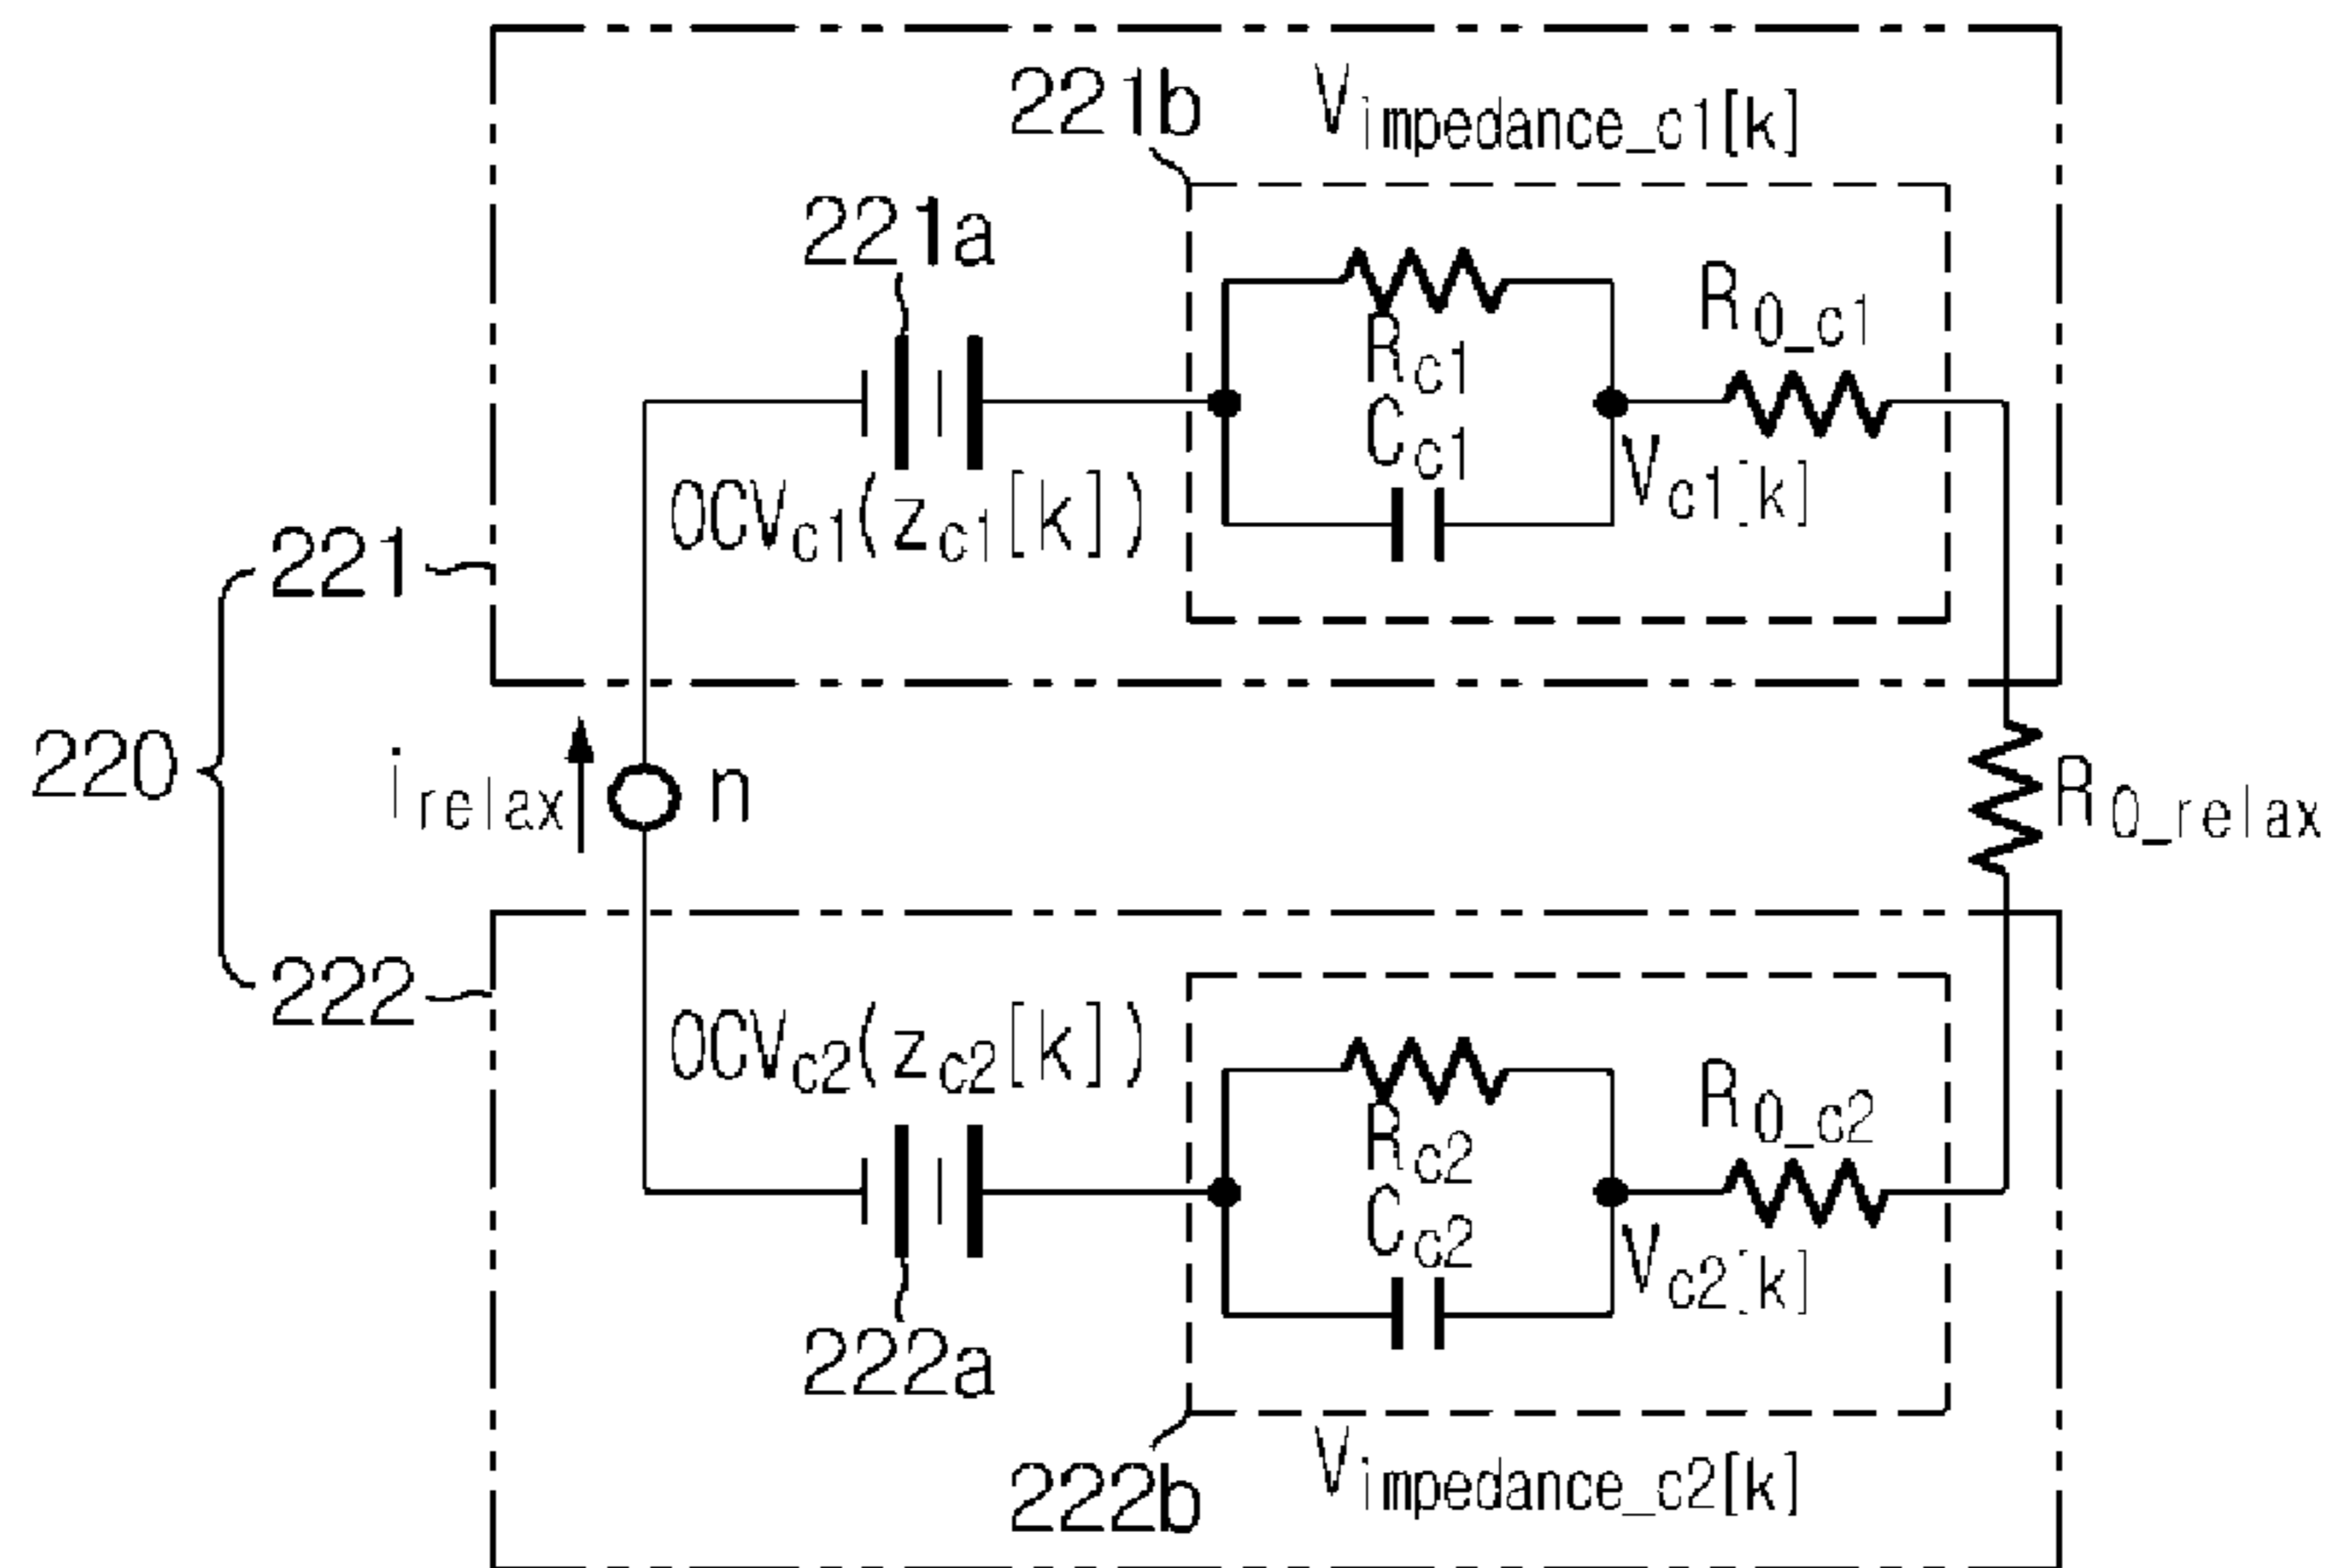 221b
Vimpedance_c1[k]
221a
Rc1
R0_c1
Cc1
Vc1[k]
OCVc1(zc1[k])
221
220
irelax
n
R0_relax
222
OCVc2(zc2[k])
Rc2
R0_c2
Cc2
Vc2[k]
222a
222b
Vimpedance_c2[k]